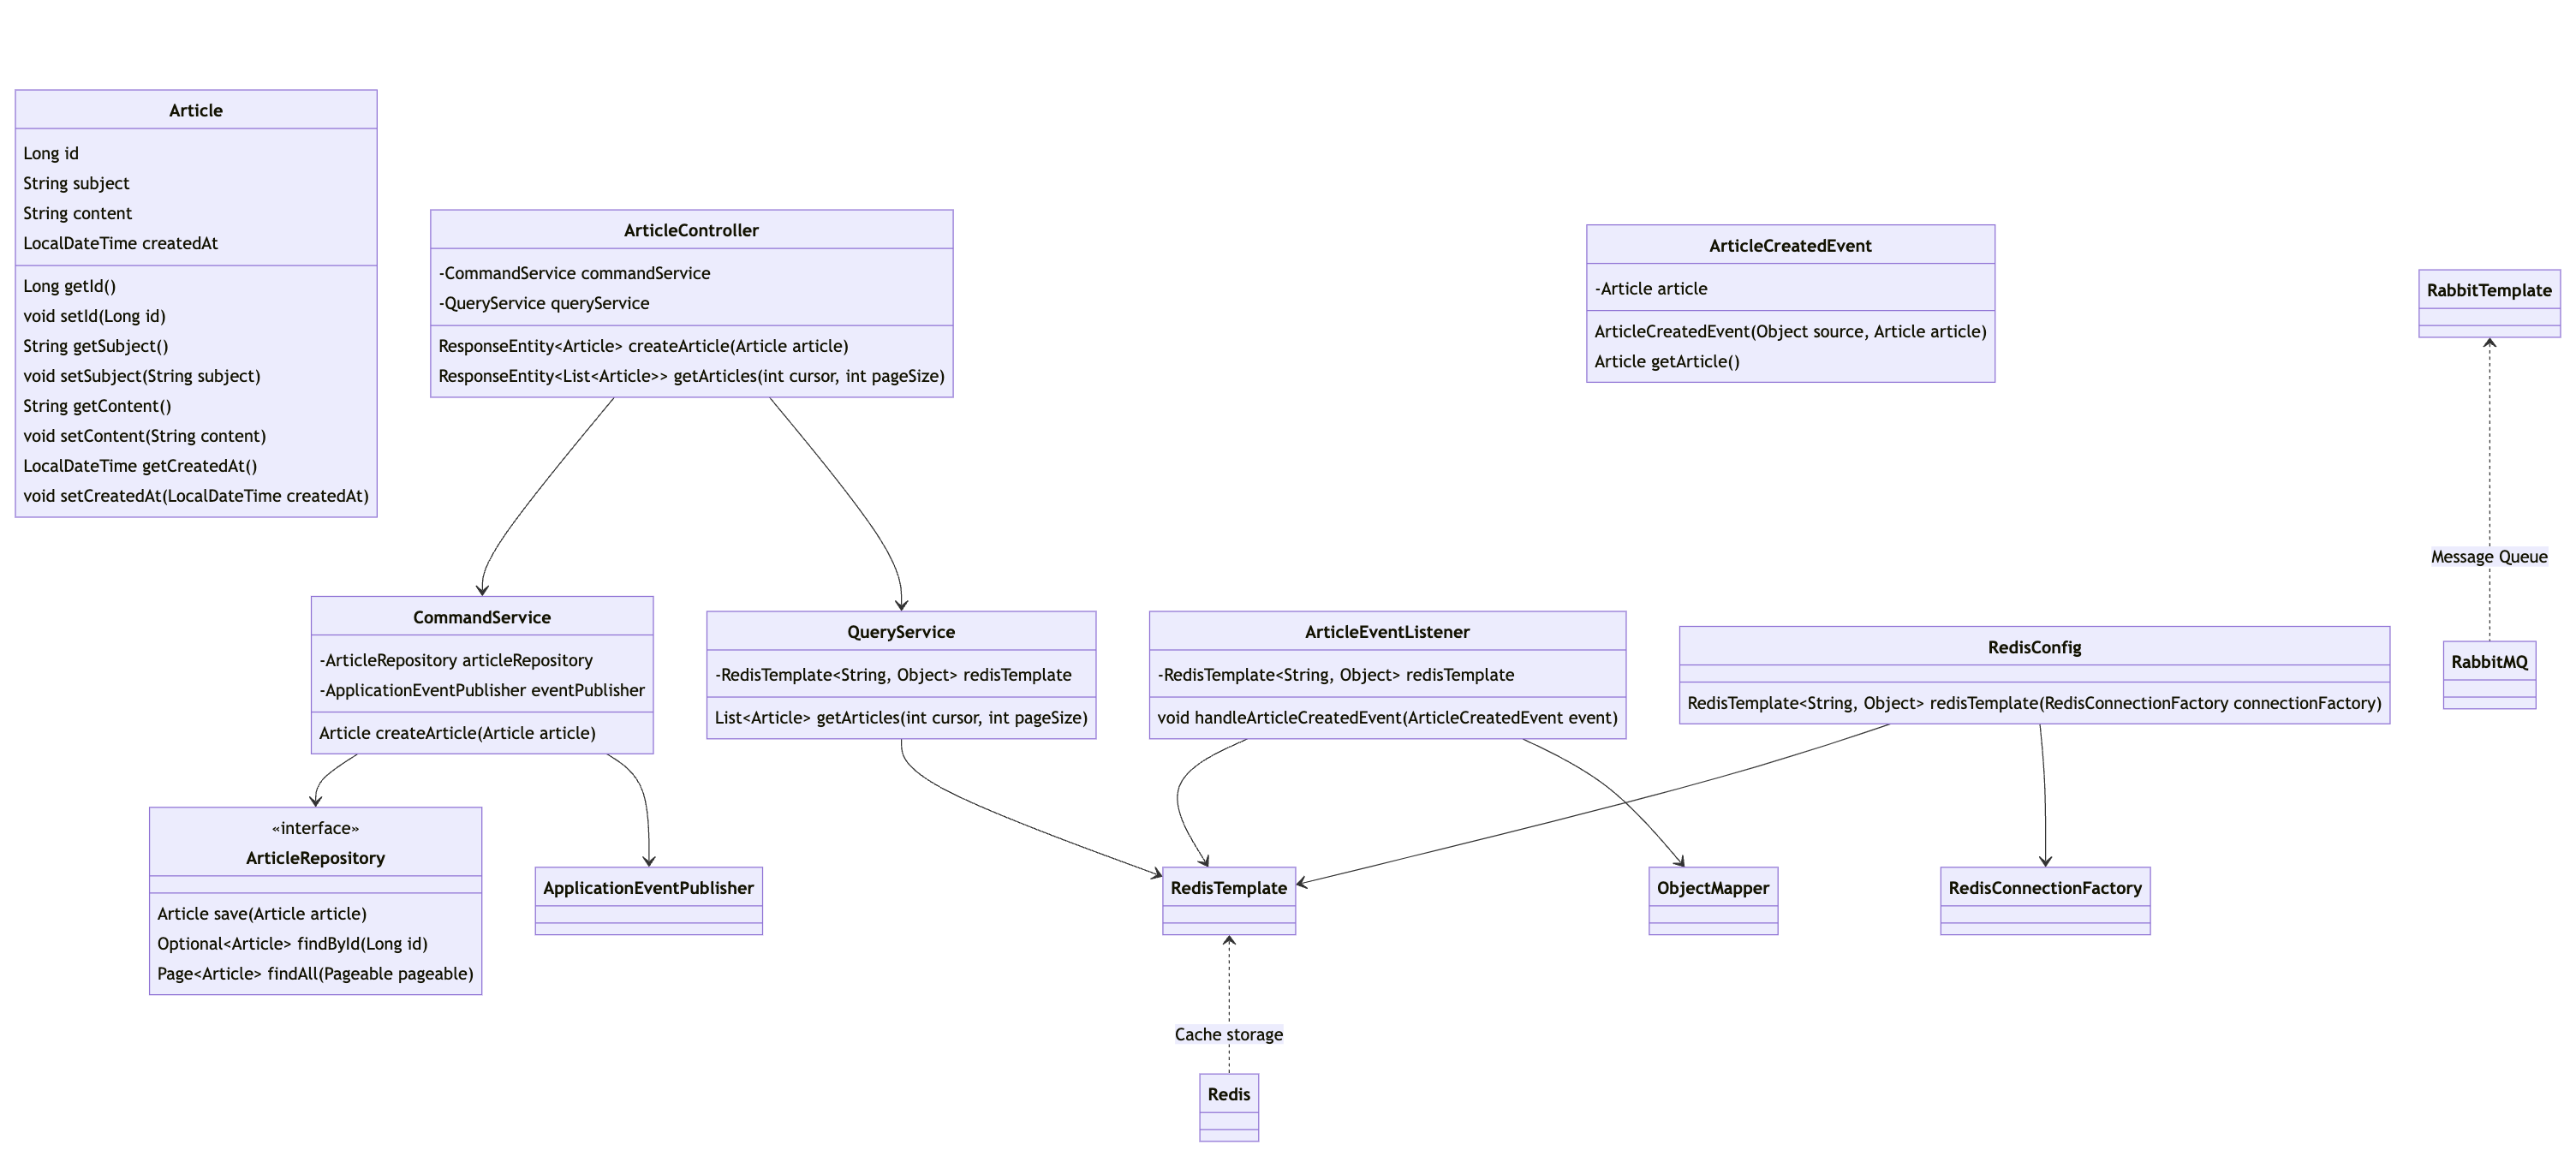 Article
Long id
String subject
String content
LocalDateTime createdAt
Long getId()
void setId(Long id)
String getSubject()
void setSubject(String subject)
String getContent()
void setContent(String content)
LocalDateTime getCreatedAt()
void setCreatedAt(LocalDateTime createdAt)
ArticleController
-CommandService commandService
-QueryService queryService
ResponseEntity<Article> createArticle(Article article)
ResponseEntity<List<Article>> getArticles(int cursor, int pageSize)
ArticleCreatedEvent
-Article article
ArticleCreatedEvent(Object source, Article article)
Article getArticle()
RabbitTemplate
Message Queue
CommandService
-ArticleRepository articleRepository
-ApplicationEventPublisher eventPublisher
Article createArticle(Article article)
QueryService
-RedisTemplate<String, Object> redisTemplate
List<Article> getArticles(int cursor, int pageSize)
ArticleEventListener
-RedisTemplate<String, Object> redisTemplate
void handleArticleCreatedEvent(ArticleCreatedEvent event)
RedisConfig
RedisTemplate<String, Object> redisTemplate(RedisConnectionFactory connectionFactory)
RabbitMQ
«interface»
ArticleRepository
Article save(Article article)
Optional<Article> findById(Long id)
Page<Article> findAll(Pageable pageable)
ApplicationEventPublisher
RedisTemplate
ObjectMapper
RedisConnectionFactory
Cache storage
Redis